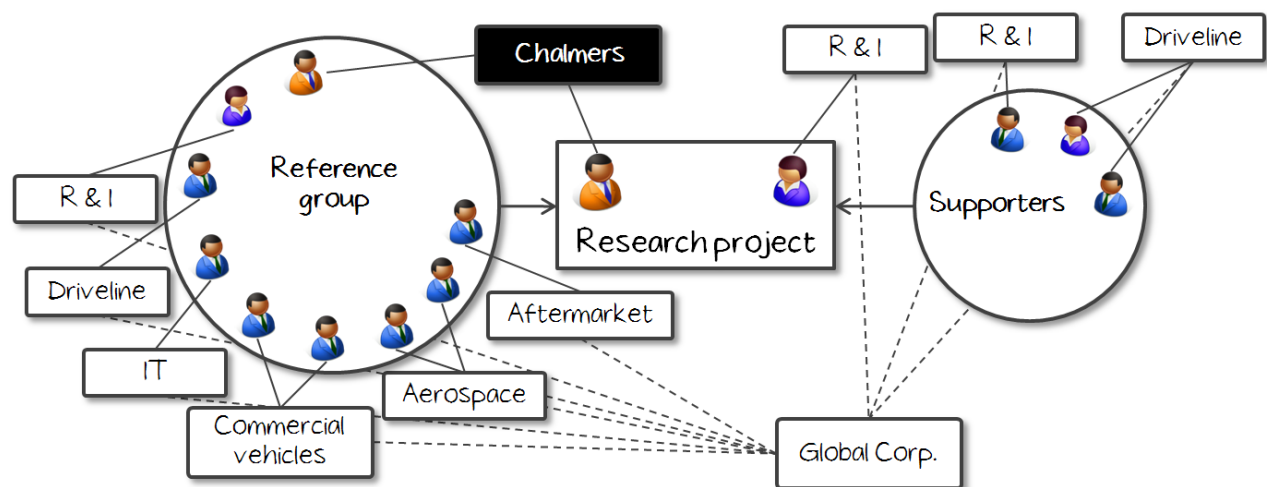 Chalmers
R & I
R & I
Driveline
Reference
group
R & I
Supporters
Research project
Driveline
Aftermarket
IT
Aerospace
Commercial
vehicles
Global Corp.